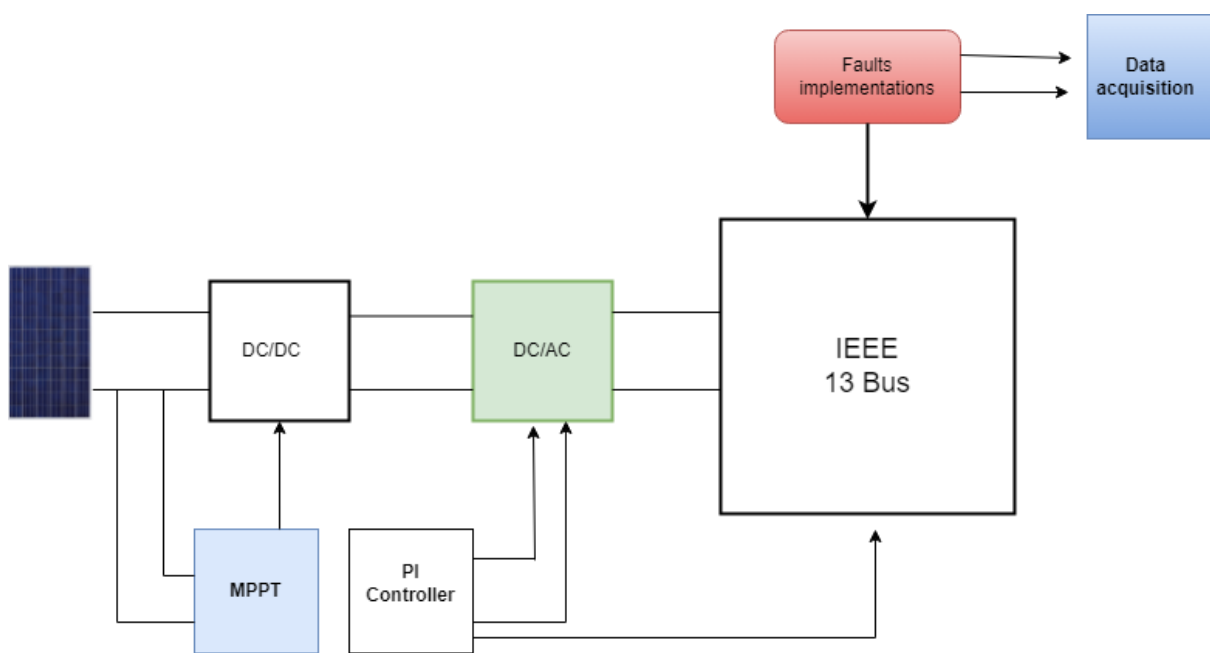 Faults
implementations
Data
acquisition
DC/DC
DC/AC
IEEE
13 Bus
MPPT
PI
Controller